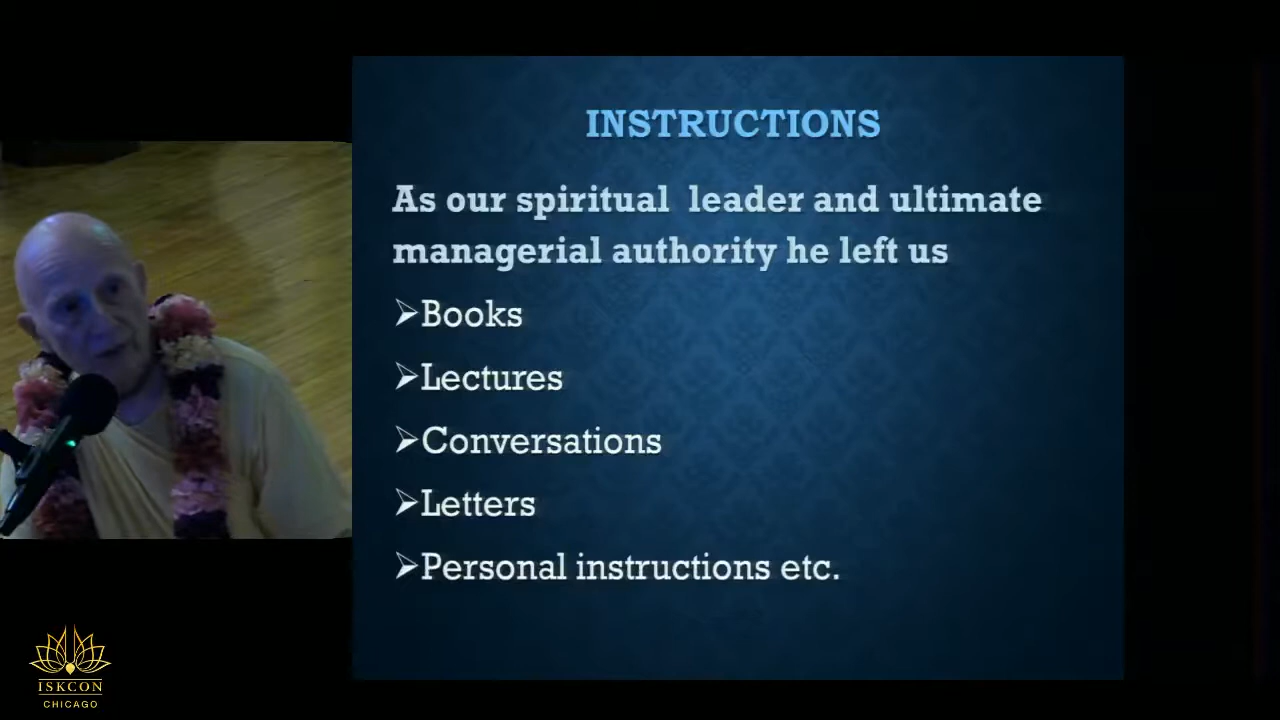 INSTRUCTIONS
As our spiritual leader and ultimate
managerial authority he left us
➢Books
➢Lectures
➢Conversations
➢Letters
➢Personal instructions etc.
ISKCON
CHICAGO